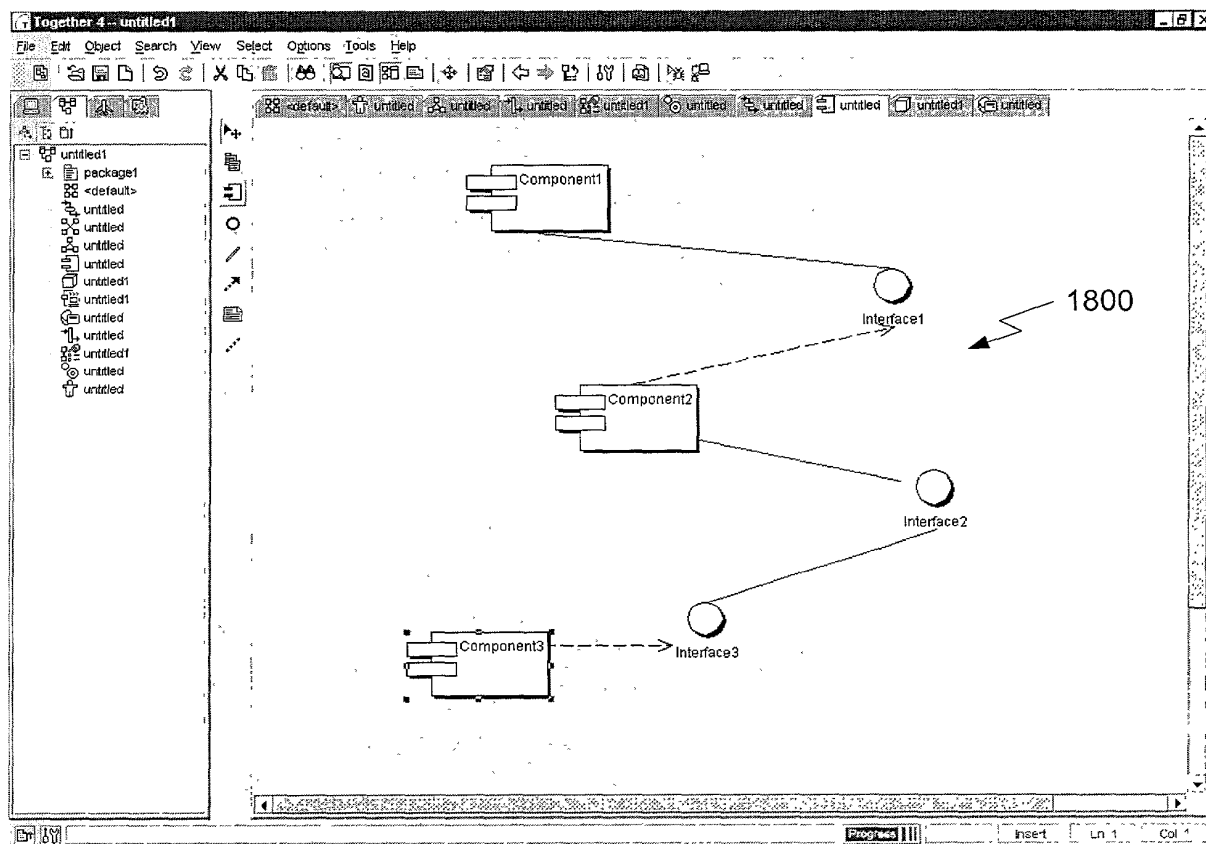 Together 4 -- untitled1
File Edit Object Search View Select Options Tools Help
<default> untitled untitled untitled untitled1 untitled untitled untitled untitled1 untitled
untitled1
package1
<default>
untitled
untitled
untitled
untitled
untitled1
untitled1
untitled
untitled
untitled1
untitled
untitled
Component1
Interface1
1800
Component2
Interface2
Component3
Interface3
Progress Insert Ln 1 Col 1